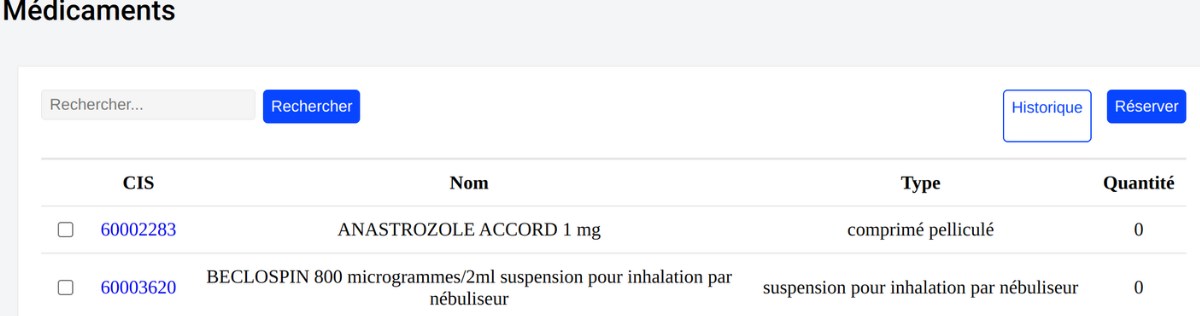 Médicaments
Rechercher... Rechercher Historique Réserver
CIS Nom Type Quantité
60002283 ANASTROZOLE ACCORD 1 mg comprimé pelliculé 0
60003620 BECLOSPIN 800 microgrammes/2ml suspension pour inhalation par nébuliseur suspension pour inhalation par nébuliseur 0